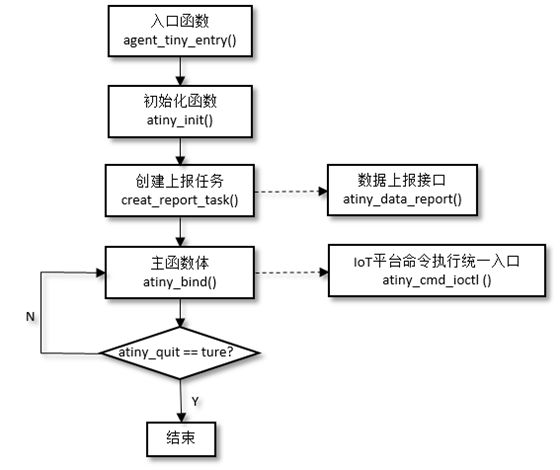 入口函数
agent_tiny_entry()
初始化函数
atiny_init()
创建上报任务
creat_report_task()
数据上报接口
atiny_data_report()
主函数体
atiny_bind()
IoT平台命令执行统一入口
atiny_cmd_ioctl ()
N
atiny_quit == ture?
Y
结束